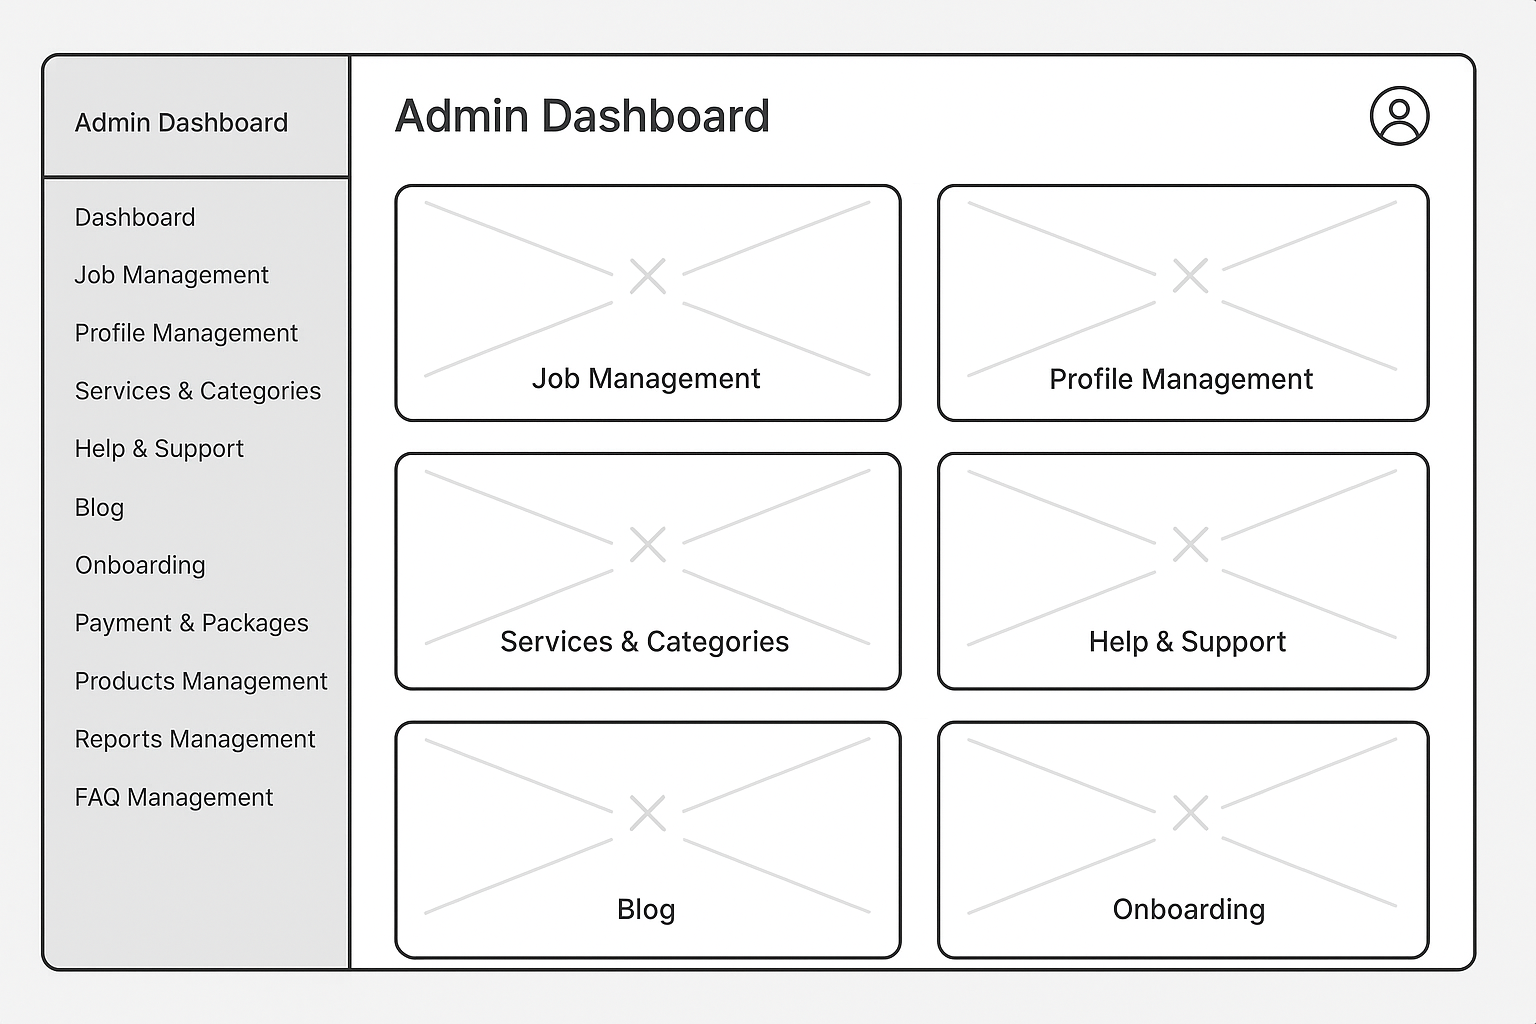 Admin Dashboard
Dashboard
Job Management
Profile Management
Services & Categories
Help & Support
Blog
Onboarding
Payment & Packages
Products Management
Reports Management
FAQ Management
Admin Dashboard
Job Management
Profile Management
Services & Categories
Help & Support
Blog
Onboarding